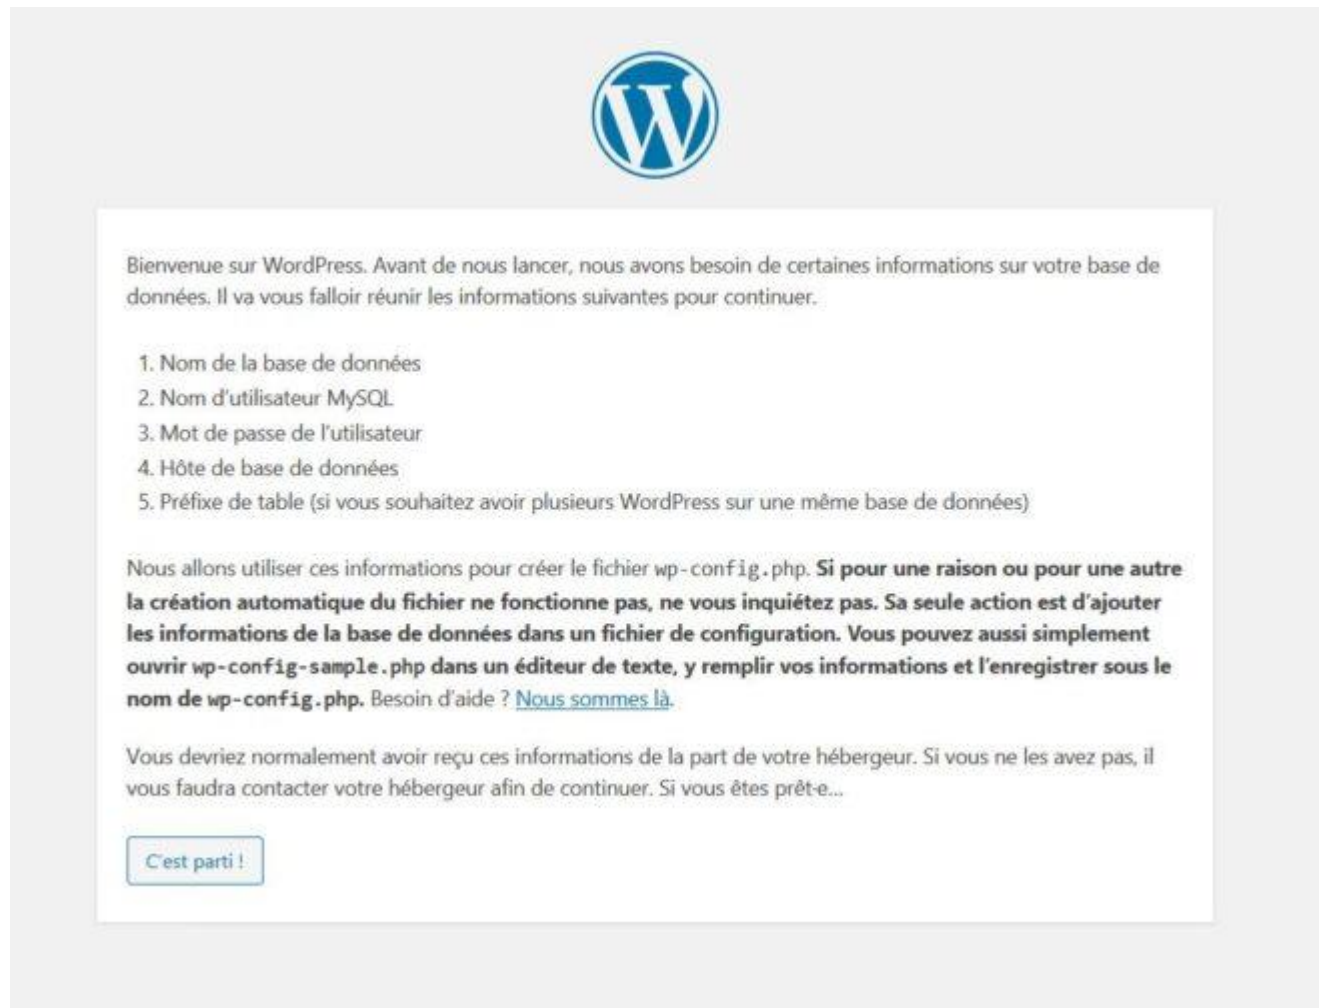 Bienvenue sur WordPress. Avant de nous lancer, nous avons besoin de certaines informations sur votre base de
données. Il va vous falloir réunir les informations suivantes pour continuer.
1. Nom de la base de données
2. Nom d’utilisateur MySQL
3. Mot de passe de l’utilisateur
4. Hôte de base de données
5. Préfixe de table (si vous souhaitez avoir plusieurs WordPress sur une même base de données)
Nous allons utiliser ces informations pour créer le fichier wp-config.php. Si pour une raison ou pour une autre
la création automatique du fichier ne fonctionne pas, ne vous inquiétez pas. Sa seule action est d’ajouter
les informations de la base de données dans un fichier de configuration. Vous pouvez aussi simplement
ouvrir wp-config-sample.php dans un éditeur de texte, y remplir vos informations et l’enregistrer sous le
nom de wp-config.php. Besoin d’aide ? Nous sommes là.
Vous devriez normalement avoir reçu ces informations de la part de votre hébergeur. Si vous ne les avez pas, il
vous faudra contacter votre hébergeur afin de continuer. Si vous êtes prêt·e…
C’est parti !